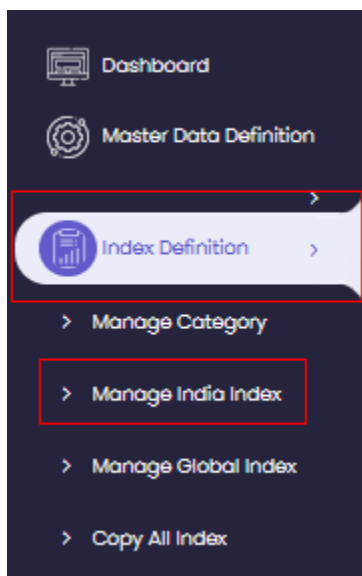 Dashboard
Master Data Definition
Index Definition
Manage Category
Manage India Index
Manage Global Index
Copy All Index